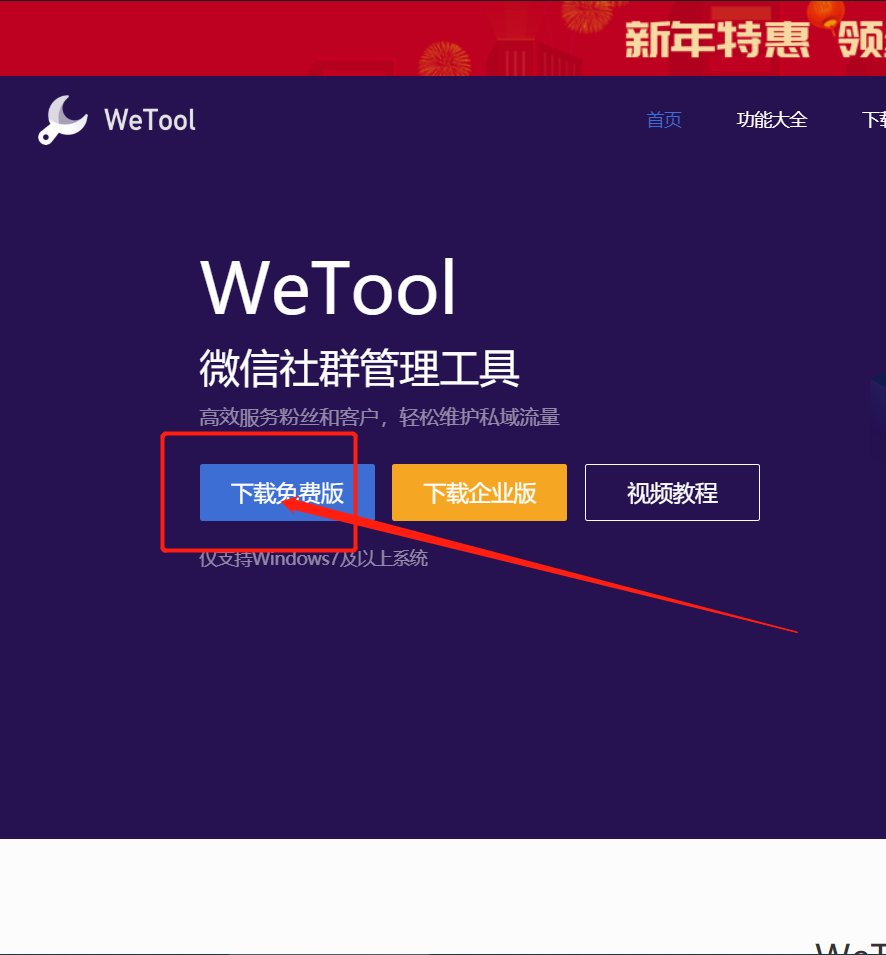 新年特惠 领
WeTool
首页 功能大全 下载
WeTool
微信社群管理工具
高效服务粉丝和客户，轻松维护私域流量
下载免费版 下载企业版 视频教程
仅支持Windows7及以上系统
WeT